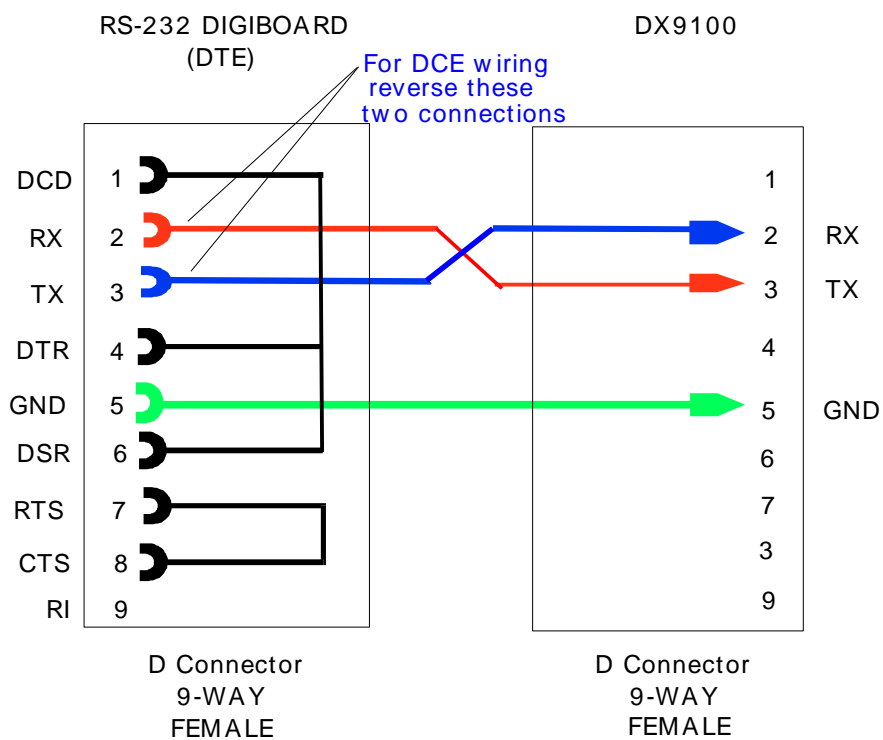 RS-232 DIGIBOARD
(DTE)
DX9100
For DCE wiring
reverse these
two connections
DCD 1
RX 2
TX 3
DTR 4
GND 5
DSR 6
RTS 7
CTS 8
RI 9
1
2 RX
3 TX
4
5 GND
6
7
3
9
D Connector
9-WAY
FEMALE
D Connector
9-WAY
FEMALE